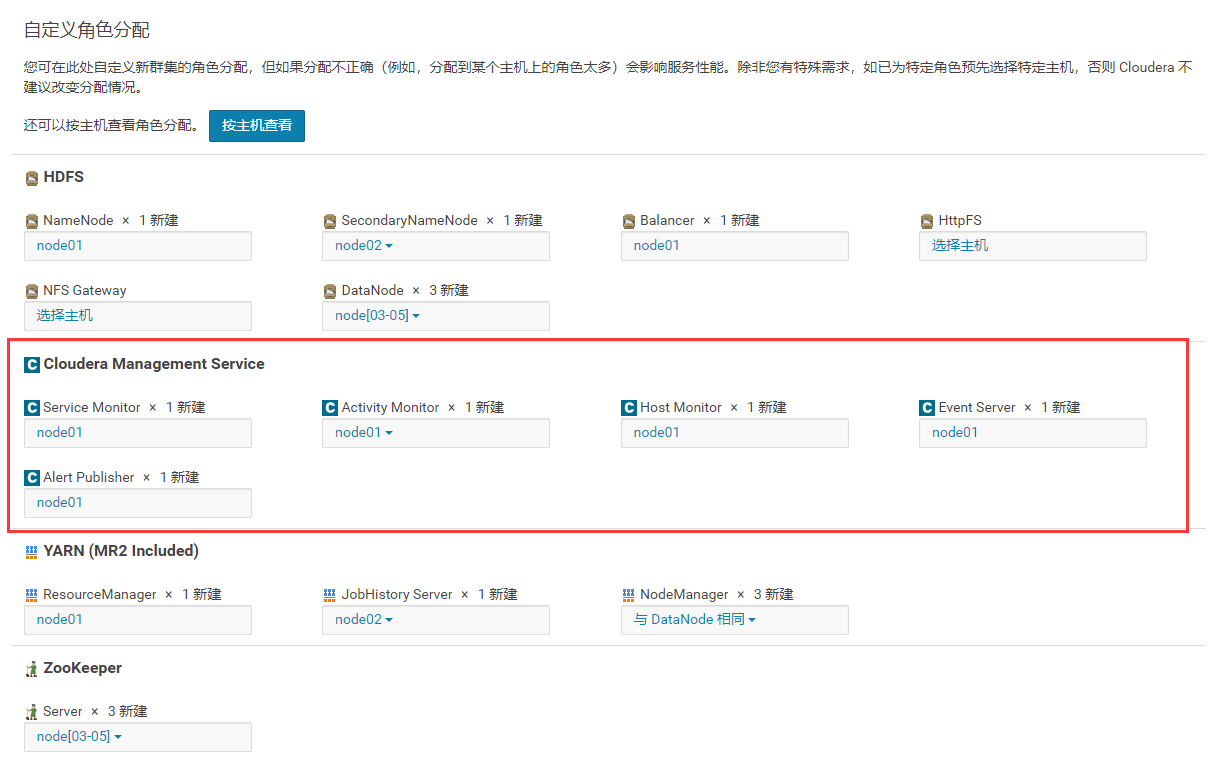 自定义角色分配
您可在此处自定义新群集的角色分配，但如果分配不正确（例如，分配到某个主机上的角色太多）会影响服务性能。除非您有特殊需求，如已为特定角色预先选择特定主机，否则 Cloudera 不
建议改变分配情况。
还可以按主机查看角色分配。 按主机查看
HDFS
NameNode × 1 新建 SecondaryNameNode × 1 新建 Balancer × 1 新建 HttpFS
node01 node02 node01 选择主机
NFS Gateway DataNode × 3 新建
选择主机 node[03-05]
Cloudera Management Service
Service Monitor × 1 新建 Activity Monitor × 1 新建 Host Monitor × 1 新建 Event Server × 1 新建
node01 node01 node01 node01
Alert Publisher × 1 新建
node01
YARN (MR2 Included)
ResourceManager × 1 新建 JobHistory Server × 1 新建 NodeManager × 3 新建
node01 node02 与 DataNode 相同
ZooKeeper
Server × 3 新建
node[03-05]